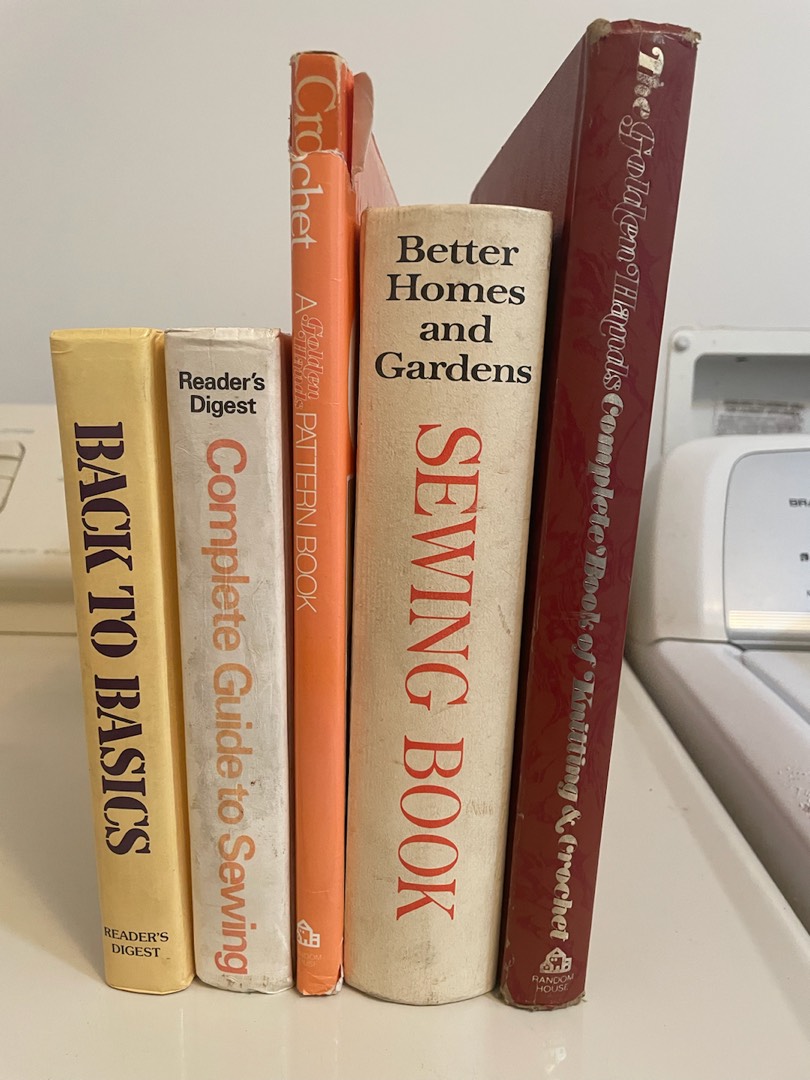 BACK TO BASICS
READER'S
DIGEST
Reader's
Digest
Complete Guide to Sewing
Crochet
A Golden
Hands
PATTERN BOOK
Better
Homes
and
Gardens
SEWING BOOK
The Golden Hands Complete Book of Knitting & Crochet
RANDOM
HOUSE